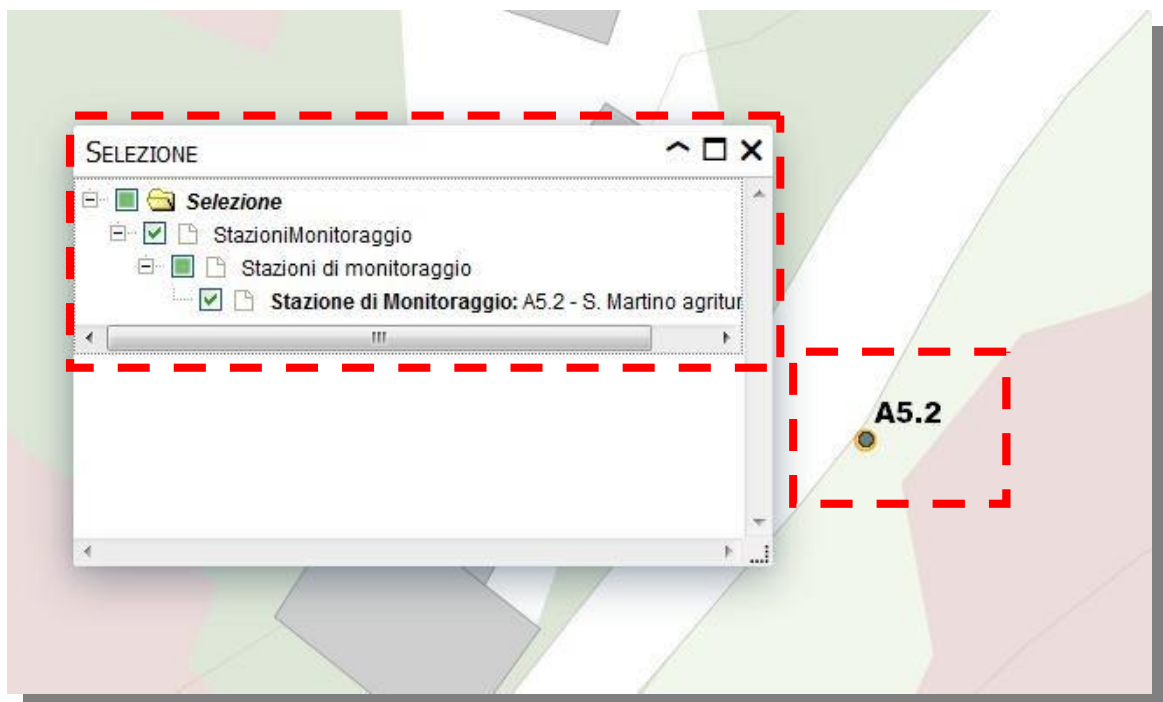 SELEZIONE
Selezione
StazioniMonitoraggio
Stazioni di monitoraggio
Stazione di Monitoraggio: A5.2 - S. Martino agritur
A5.2